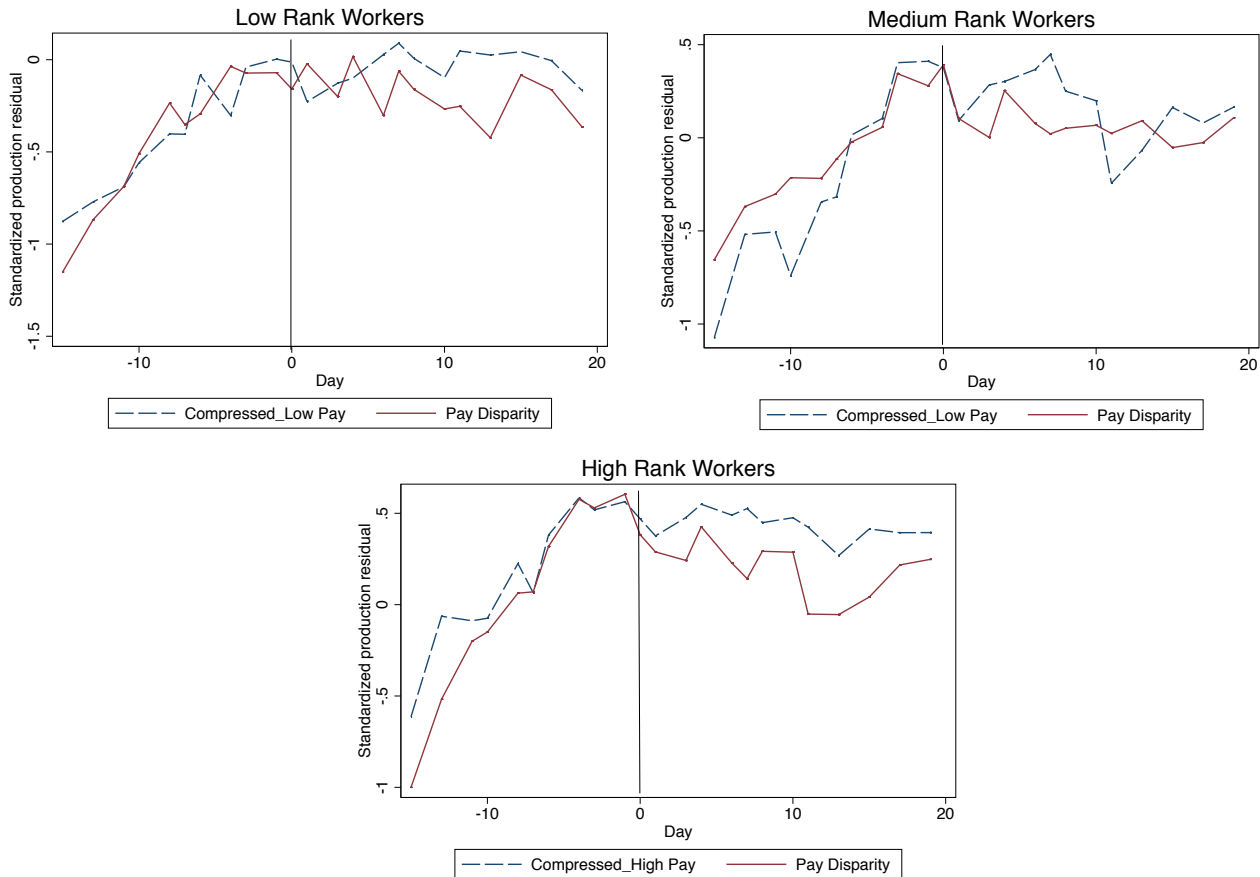 Low Rank Workers
Standardized production residual
0
-.5
-1
-1.5
-10
0
10
20
Day
Compressed_Low Pay
Pay Disparity
Medium Rank Workers
Standardized production residual
.5
0
-.5
-1
-10
0
10
20
Day
Compressed_Low Pay
Pay Disparity
High Rank Workers
Standardized production residual
.5
0
-.5
-1
-10
0
10
20
Day
Compressed_High Pay
Pay Disparity